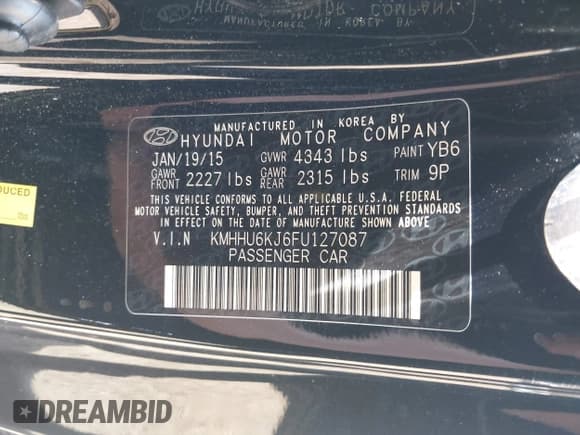 MANUFACTURED IN KOREA BY
HYUNDAI MOTOR COMPANY
JAN/19/15 GVWR 4343 lbs PAINT YB6
GAWR FRONT 2227 lbs GAWR REAR 2315 lbs TRIM 9P
THIS VEHICLE CONFORMS TO ALL APPLICABLE U.S.A. FEDERAL
MOTOR VEHICLE SAFETY, BUMPER, AND THEFT PREVENTION STANDARDS
IN EFFECT ON THE DATE OF MANUFACTURE SHOWN ABOVE
V.I.N KMHHU6KJ6FU127087
PASSENGER CAR
DUCED
DREAMBID